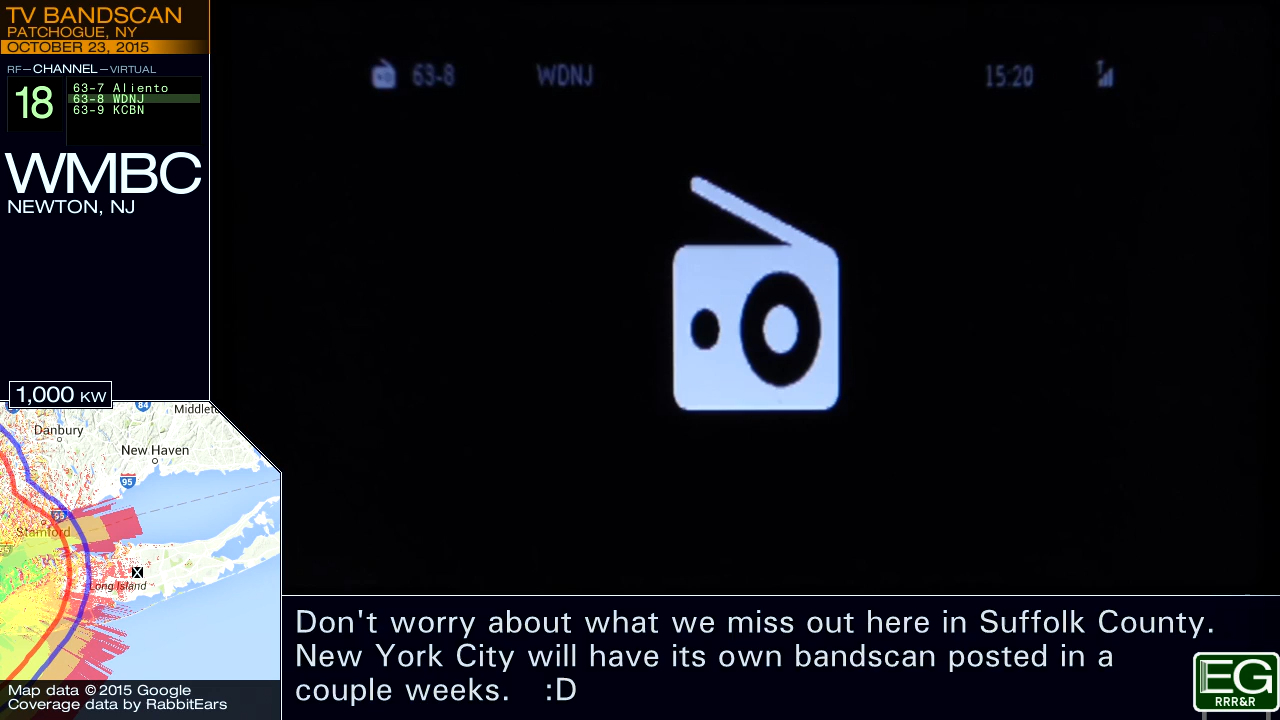 TV BANDSCAN
PATCHOGUE, NY
OCTOBER 23, 2015
RF—CHANNEL—VIRTUAL
18
63-7 Aliento
63-8 WDNJ
63-9 KCBN
WMBC
NEWTON, NJ
63-8 WDNJ 15:20
1,000 KW
84
Middlet
Danbury
New Haven
95
95
Stamford
Long Island
Map data ©2015 Google
Coverage data by RabbitEars
Don't worry about what we miss out here in Suffolk County.
New York City will have its own bandscan posted in a
couple weeks. :D
EG
RRR&R